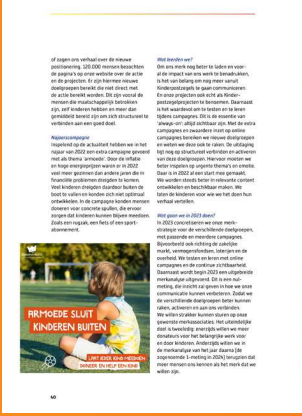 of zagen ons verhaal over de nieuwe
positionering. 120.000 mensen bezochten
de pagina's op onze website over de actie
en de projecten. Er zijn hiermee nieuwe
doelgroepen bereikt die niet direct met
de actie bereikt worden. Dit zijn vooral de
mensen die maatschappelijk betrokken
zijn, zelf kinderen hebben en meer dan
gemiddeld bereid zijn om zich structureel te
verbinden aan een goed doel.
Najaarscampagne
Inspelend op de actualiteit hebben we in het
najaar van 2022 een extra campagne gevoerd
met als thema 'armoede'. Door de inflatie
en hoge energieprijzen waren er in 2022
veel meer gezinnen dan andere jaren die in
financiële problemen dreigden te komen.
Veel kinderen dreigden daardoor buiten de
boot te vallen en konden zich niet optimaal
ontwikkelen. In de campagne konden mensen
doneren voor concrete spullen, die ervoor
zorgden dat kinderen kunnen blijven meedoen.
Zoals een rugzak, een fiets of een sport-
abonnement.
ARMOEDE SLUIT
KINDEREN BUITEN
LAAT IEDER KIND MEEDOEN
DONEER EN HELP EEN KIND
Wat leerden we?
Om ons merk nog beter te laden en voor-
al de impact van ons werk te benadrukken,
is het van belang om nog meer vanuit
Kinderpostzegels te gaan communiceren.
En onze projecten ook echt als Kinder-
postzegelprojecten te benoemen. Daarnaast
is het waardevol om te testen en te leren
tijdens campagnes. Dit is de essentie van
'always-on': altijd zichtbaar zijn. Met de extra
campagnes en zwaardere inzet op online
campagnes bereiken we nieuwe doelgroepen
en weten we deze ook te raken. De uitdaging
ligt nog op structureel verbinden en activeren
van deze doelgroepen. Hiervoor moeten we
beter inspelen op urgente thema's en emotie.
Daar is in 2022 al een start mee gemaakt.
We worden steeds beter in relevante content
ontwikkelen en beschikbaar maken. We
laten de kinderen voor wie we het doen hun
verhaal vertellen.
Wat gaan we in 2023 doen?
In 2023 concretiseren we onze merk-
strategie voor de verschillende doelgroepen,
met passende en meerdere campagnes.
Bijvoorbeeld ook richting de zakelijke
markt, vermogensfondsen, loterijen en de
overheid. We testen en leren met online
campagnes en de continue zichtbaarheid.
Daarnaast wordt begin 2023 een uitgebreide
merkanalyse uitgevoerd. Dit is een nul-
meting, die inzicht zal geven in hoe we onze
communicatie kunnen verbeteren. Zodat we
de verschillende doelgroepen beter kunnen
raken, activeren en aan ons verbinden.
We willen strakker kunnen sturen op onze
gewenste merkassociaties. Het uiteindelijke
doel is tweeledig: enerzijds willen we meer
donateurs voor het belangrijke werk voor
en door kinderen. Anderzijds willen we in
de merkanalyse van het jaar daarna (de
zogenoemde 1-meting in 2024) terugzien dat
meer mensen ons kennen als het merk dat we
willen zijn.
40